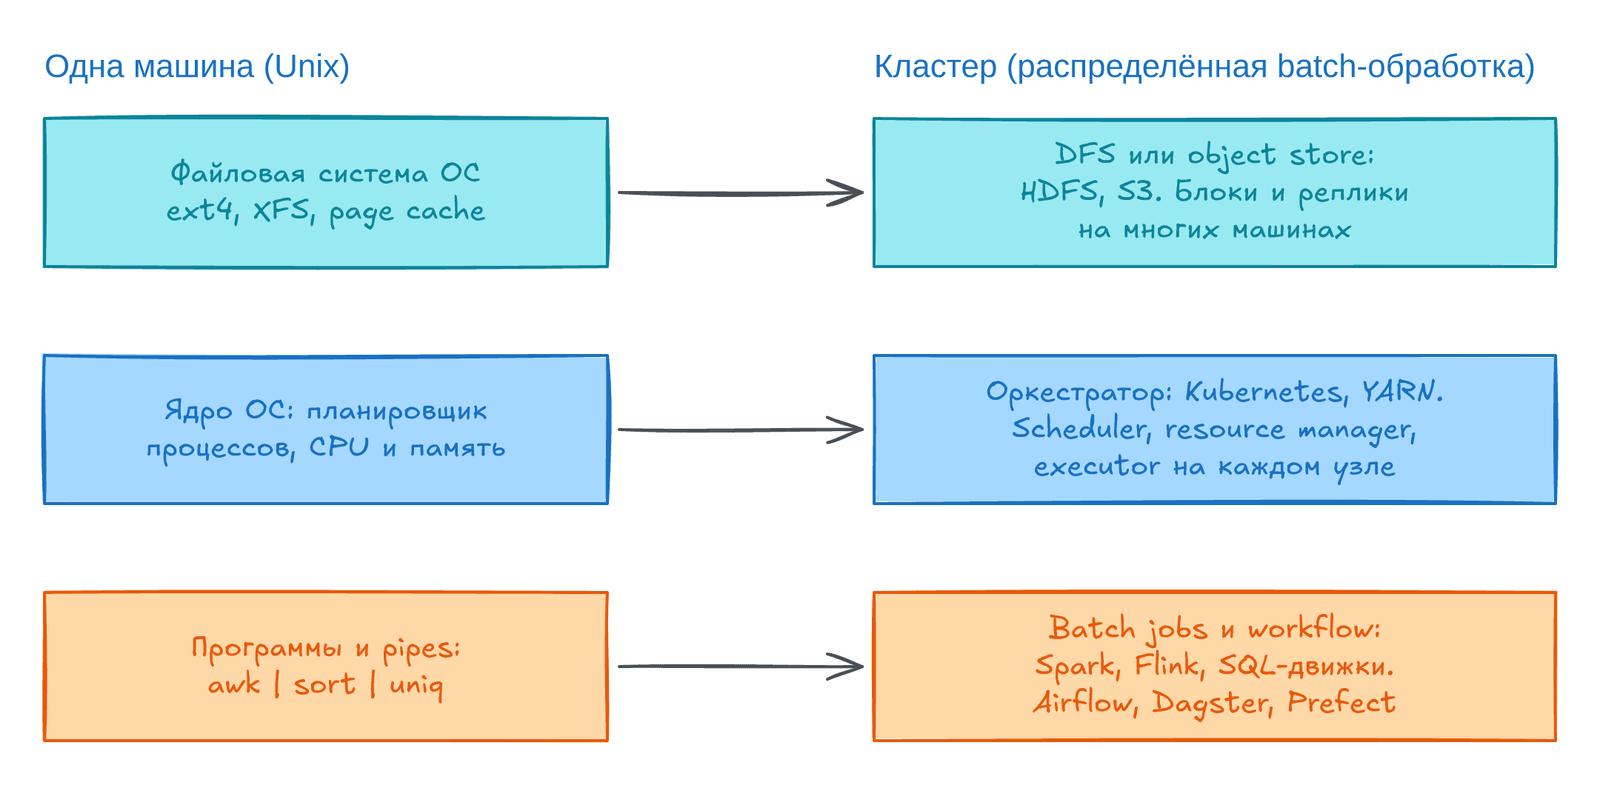 Одна машина (Unix)
Кластер (распределённая batch-обработка)
Файловая система ОС
ext4, XFS, page cache
DFS или object store:
HDFS, S3. Блоки и реплики
на многих машинах
Ядро ОС: планировщик
процессов, CPU и память
Оркестратор: Kubernetes, YARN.
Scheduler, resource manager,
executor на каждом узле
Программы и pipes:
awk | sort | uniq
Batch jobs и workflow:
Spark, Flink, SQL-движки.
Airflow, Dagster, Prefect